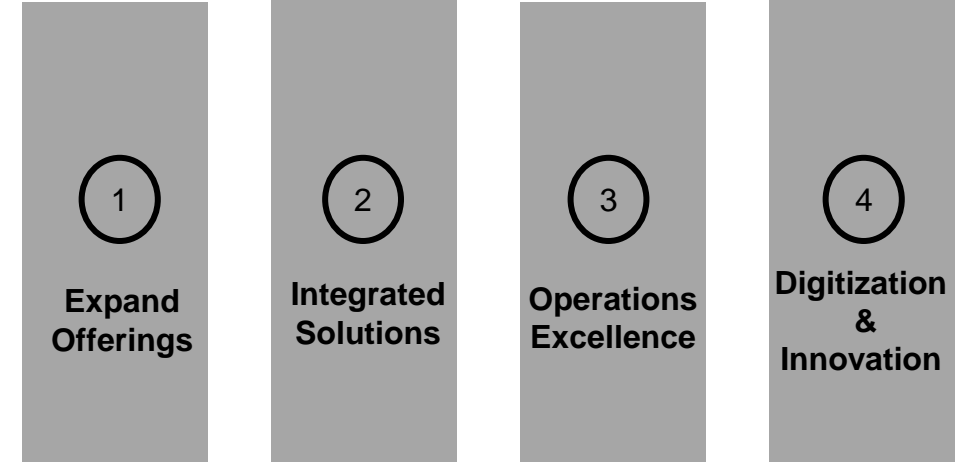 1
Expand
Offerings
2
Integrated
Solutions
3
Operations
Excellence
4
Digitization
&
Innovation